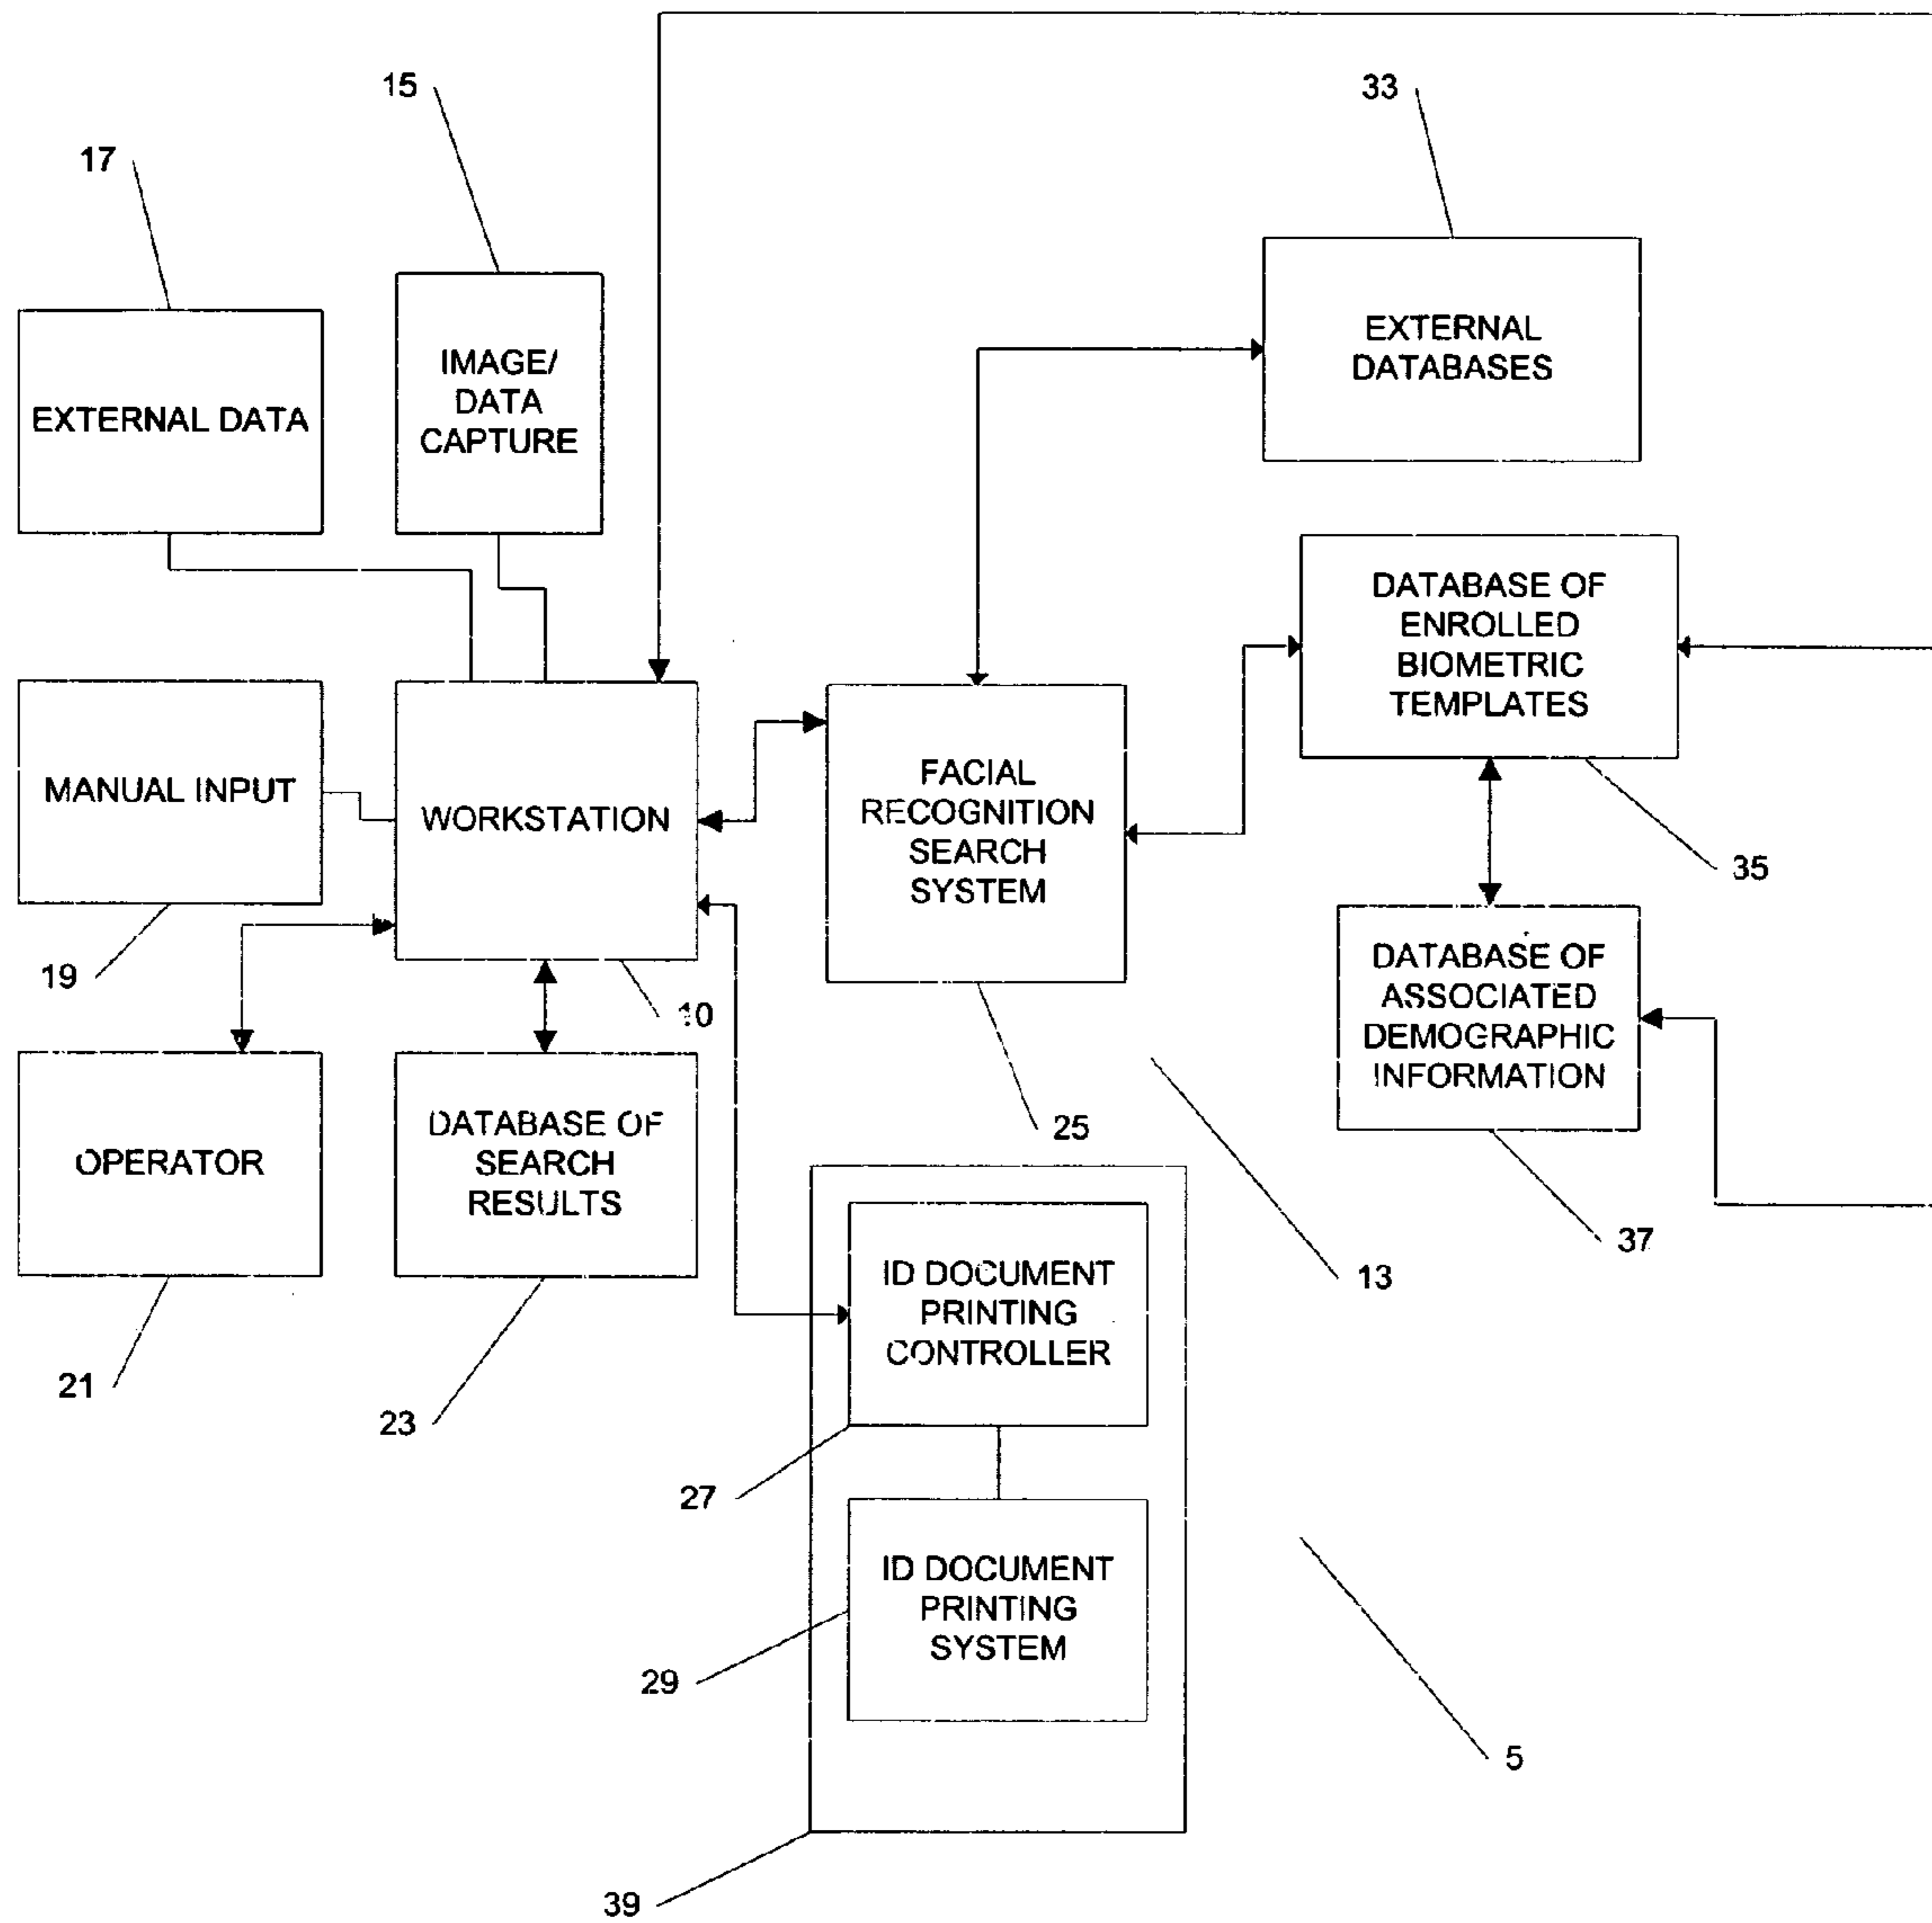 15
33
17
EXTERNAL DATA
IMAGE/
DATA
CAPTURE
EXTERNAL
DATABASES
DATABASE OF
ENROLLED
BIOMETRIC
TEMPLATES
MANUAL INPUT
WORKSTATION
FACIAL
RECOGNITION
SEARCH
SYSTEM
35
19
10
DATABASE OF
ASSOCIATED
DEMOGRAPHIC
INFORMATION
OPERATOR
DATABASE OF
SEARCH
RESULTS
25
37
13
ID DOCUMENT
PRINTING
CONTROLLER
21
23
27
ID DOCUMENT
PRINTING
SYSTEM
29
5
39